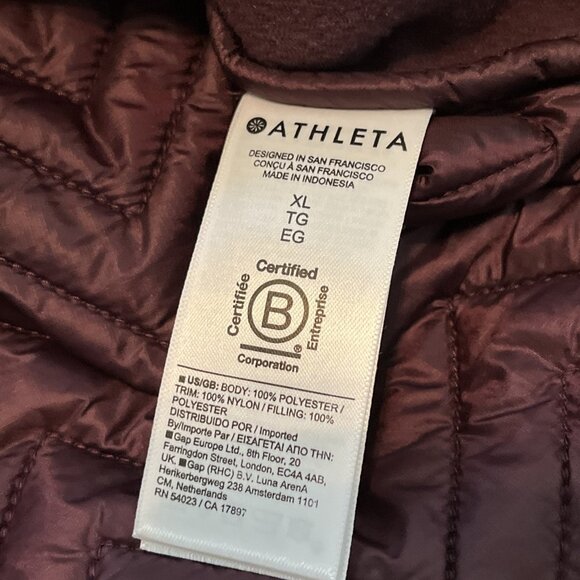 ATHLETA
DESIGNED IN SAN FRANCISCO
CONÇU À SAN FRANCISCO
MADE IN INDONESIA
XL
TG
EG
Certified
Certifiée
B
Entreprise
®
Corporation
■US/GB: BODY: 100% POLYESTER /
TRIM: 100% NYLON / FILLING: 100%
POLYESTER
DISTRIBUIDO POR / Imported
By/Importe Par / ΕΙΣΑΓΕΤΑΙ ΑΠΟ ΤΗΝ:
■Gap Europe Ltd., 8th Floor, 20
Farringdon Street, London, EC4A 4AB,
UK. ■Gap (RHC) B.V. Luna ArenA
Herikerbergweg 238 Amsterdam 1101
CM, Netherlands
RN 54023 / CA 17897